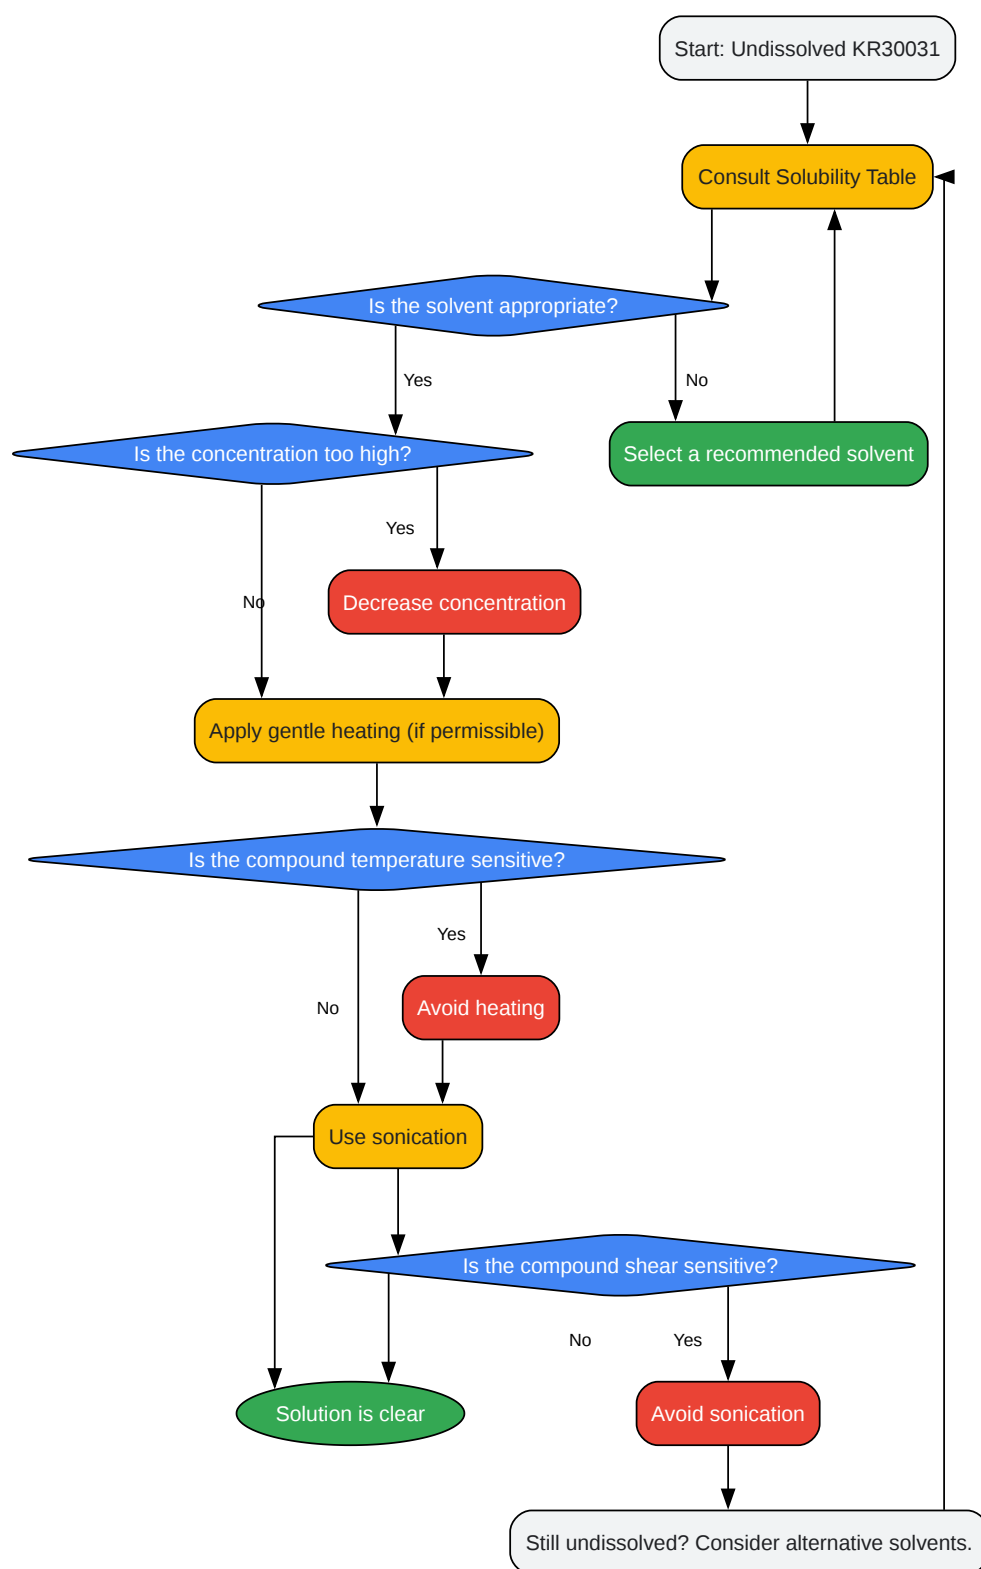 Start: Undissolved KR30031
Consult Solubility Table
Is the solvent appropriate?
Yes
No
Is the concentration too high?
Select a recommended solvent
Yes
No
Decrease concentration
Apply gentle heating (if permissible)
Is the compound temperature sensitive?
Yes
No
Avoid heating
Use sonication
Is the compound shear sensitive?
No
Yes
Solution is clear
Avoid sonication
Still undissolved? Consider alternative solvents.